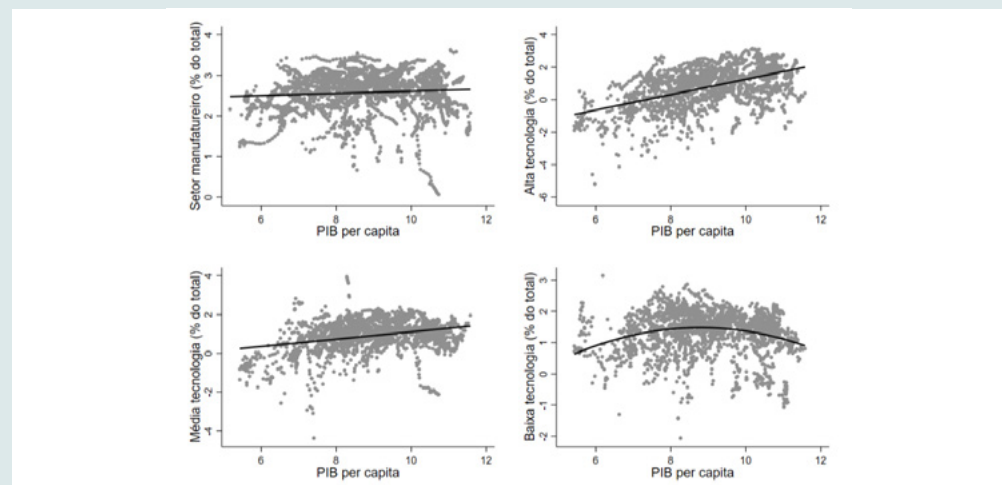 Setor manufatureiro (% do total)
4
3
2
1
0
6 8 10 12
PIB per capita
Alta tecnologia (% do total)
4
2
0
-2
-4
-6
6 8 10 12
PIB per capita
Média tecnologia (% do total)
4
2
0
-2
-4
6 8 10 12
PIB per capita
Baixa tecnologia (% do total)
3
2
1
0
-1
-2
6 8 10 12
PIB per capita